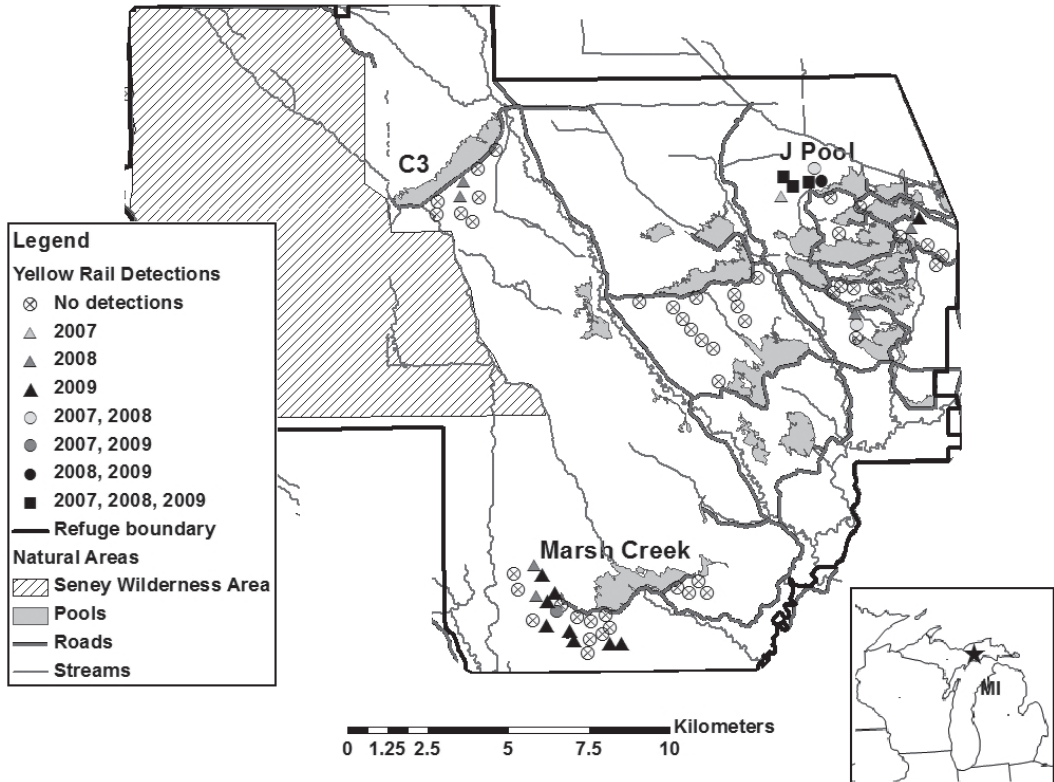 C3
J Pool
Marsh Creek
Legend
Yellow Rail Detections
No detections
2007
2008
2009
2007, 2008
2007, 2009
2008, 2009
2007, 2008, 2009
Refuge boundary
Natural Areas
Seney Wilderness Area
Pools
Roads
Streams
Kilometers
0 1.25 2.5 5 7.5 10
MI